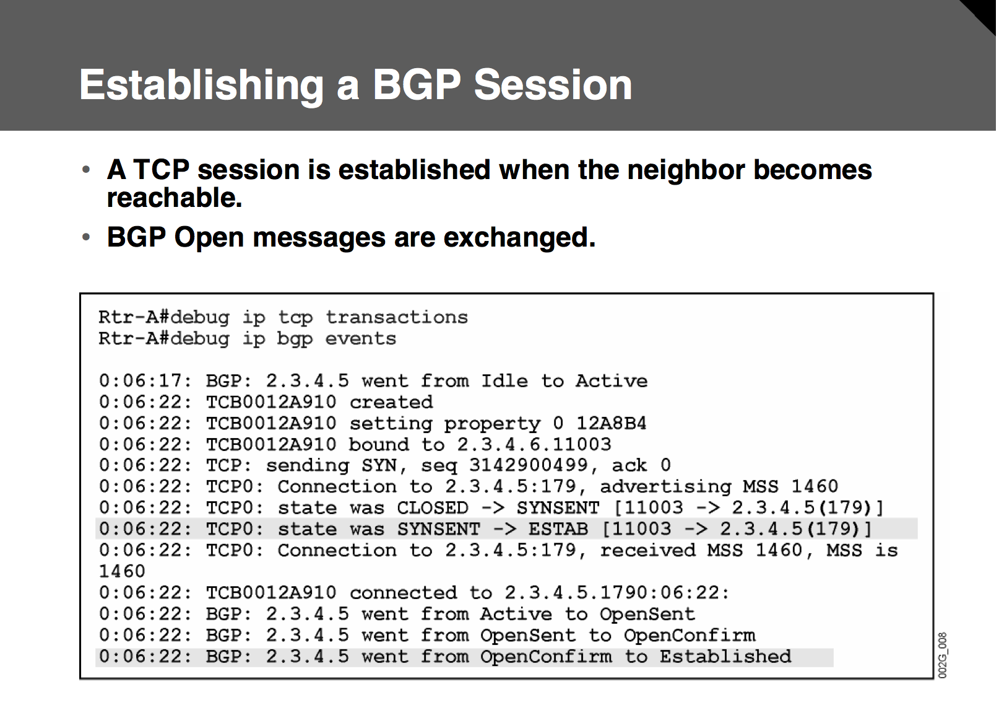 Establishing a BGP Session
• A TCP session is established when the neighbor becomes
reachable.
• BGP Open messages are exchanged.
Rtr-A#debug ip tcp transactions
Rtr-A#debug ip bgp events
0:06:17: BGP: 2.3.4.5 went from Idle to Active
0:06:22: TCB0012A910 created
0:06:22: TCB0012A910 setting property 0 12A8B4
0:06:22: TCB0012A910 bound to 2.3.4.6.11003
0:06:22: TCP: sending SYN, seq 3142900499, ack 0
0:06:22: TCP0: Connection to 2.3.4.5:179, advertising MSS 1460
0:06:22: TCP0: state was CLOSED -> SYNSENT [11003 -> 2.3.4.5(179)]
0:06:22: TCP0: state was SYNSENT -> ESTAB [11003 -> 2.3.4.5(179)]
0:06:22: TCP0: Connection to 2.3.4.5:179, received MSS 1460, MSS is
1460
0:06:22: TCB0012A910 connected to 2.3.4.5.1790:06:22:
0:06:22: BGP: 2.3.4.5 went from Active to OpenSent
0:06:22: BGP: 2.3.4.5 went from OpenSent to OpenConfirm
0:06:22: BGP: 2.3.4.5 went from OpenConfirm to Established
002G_008